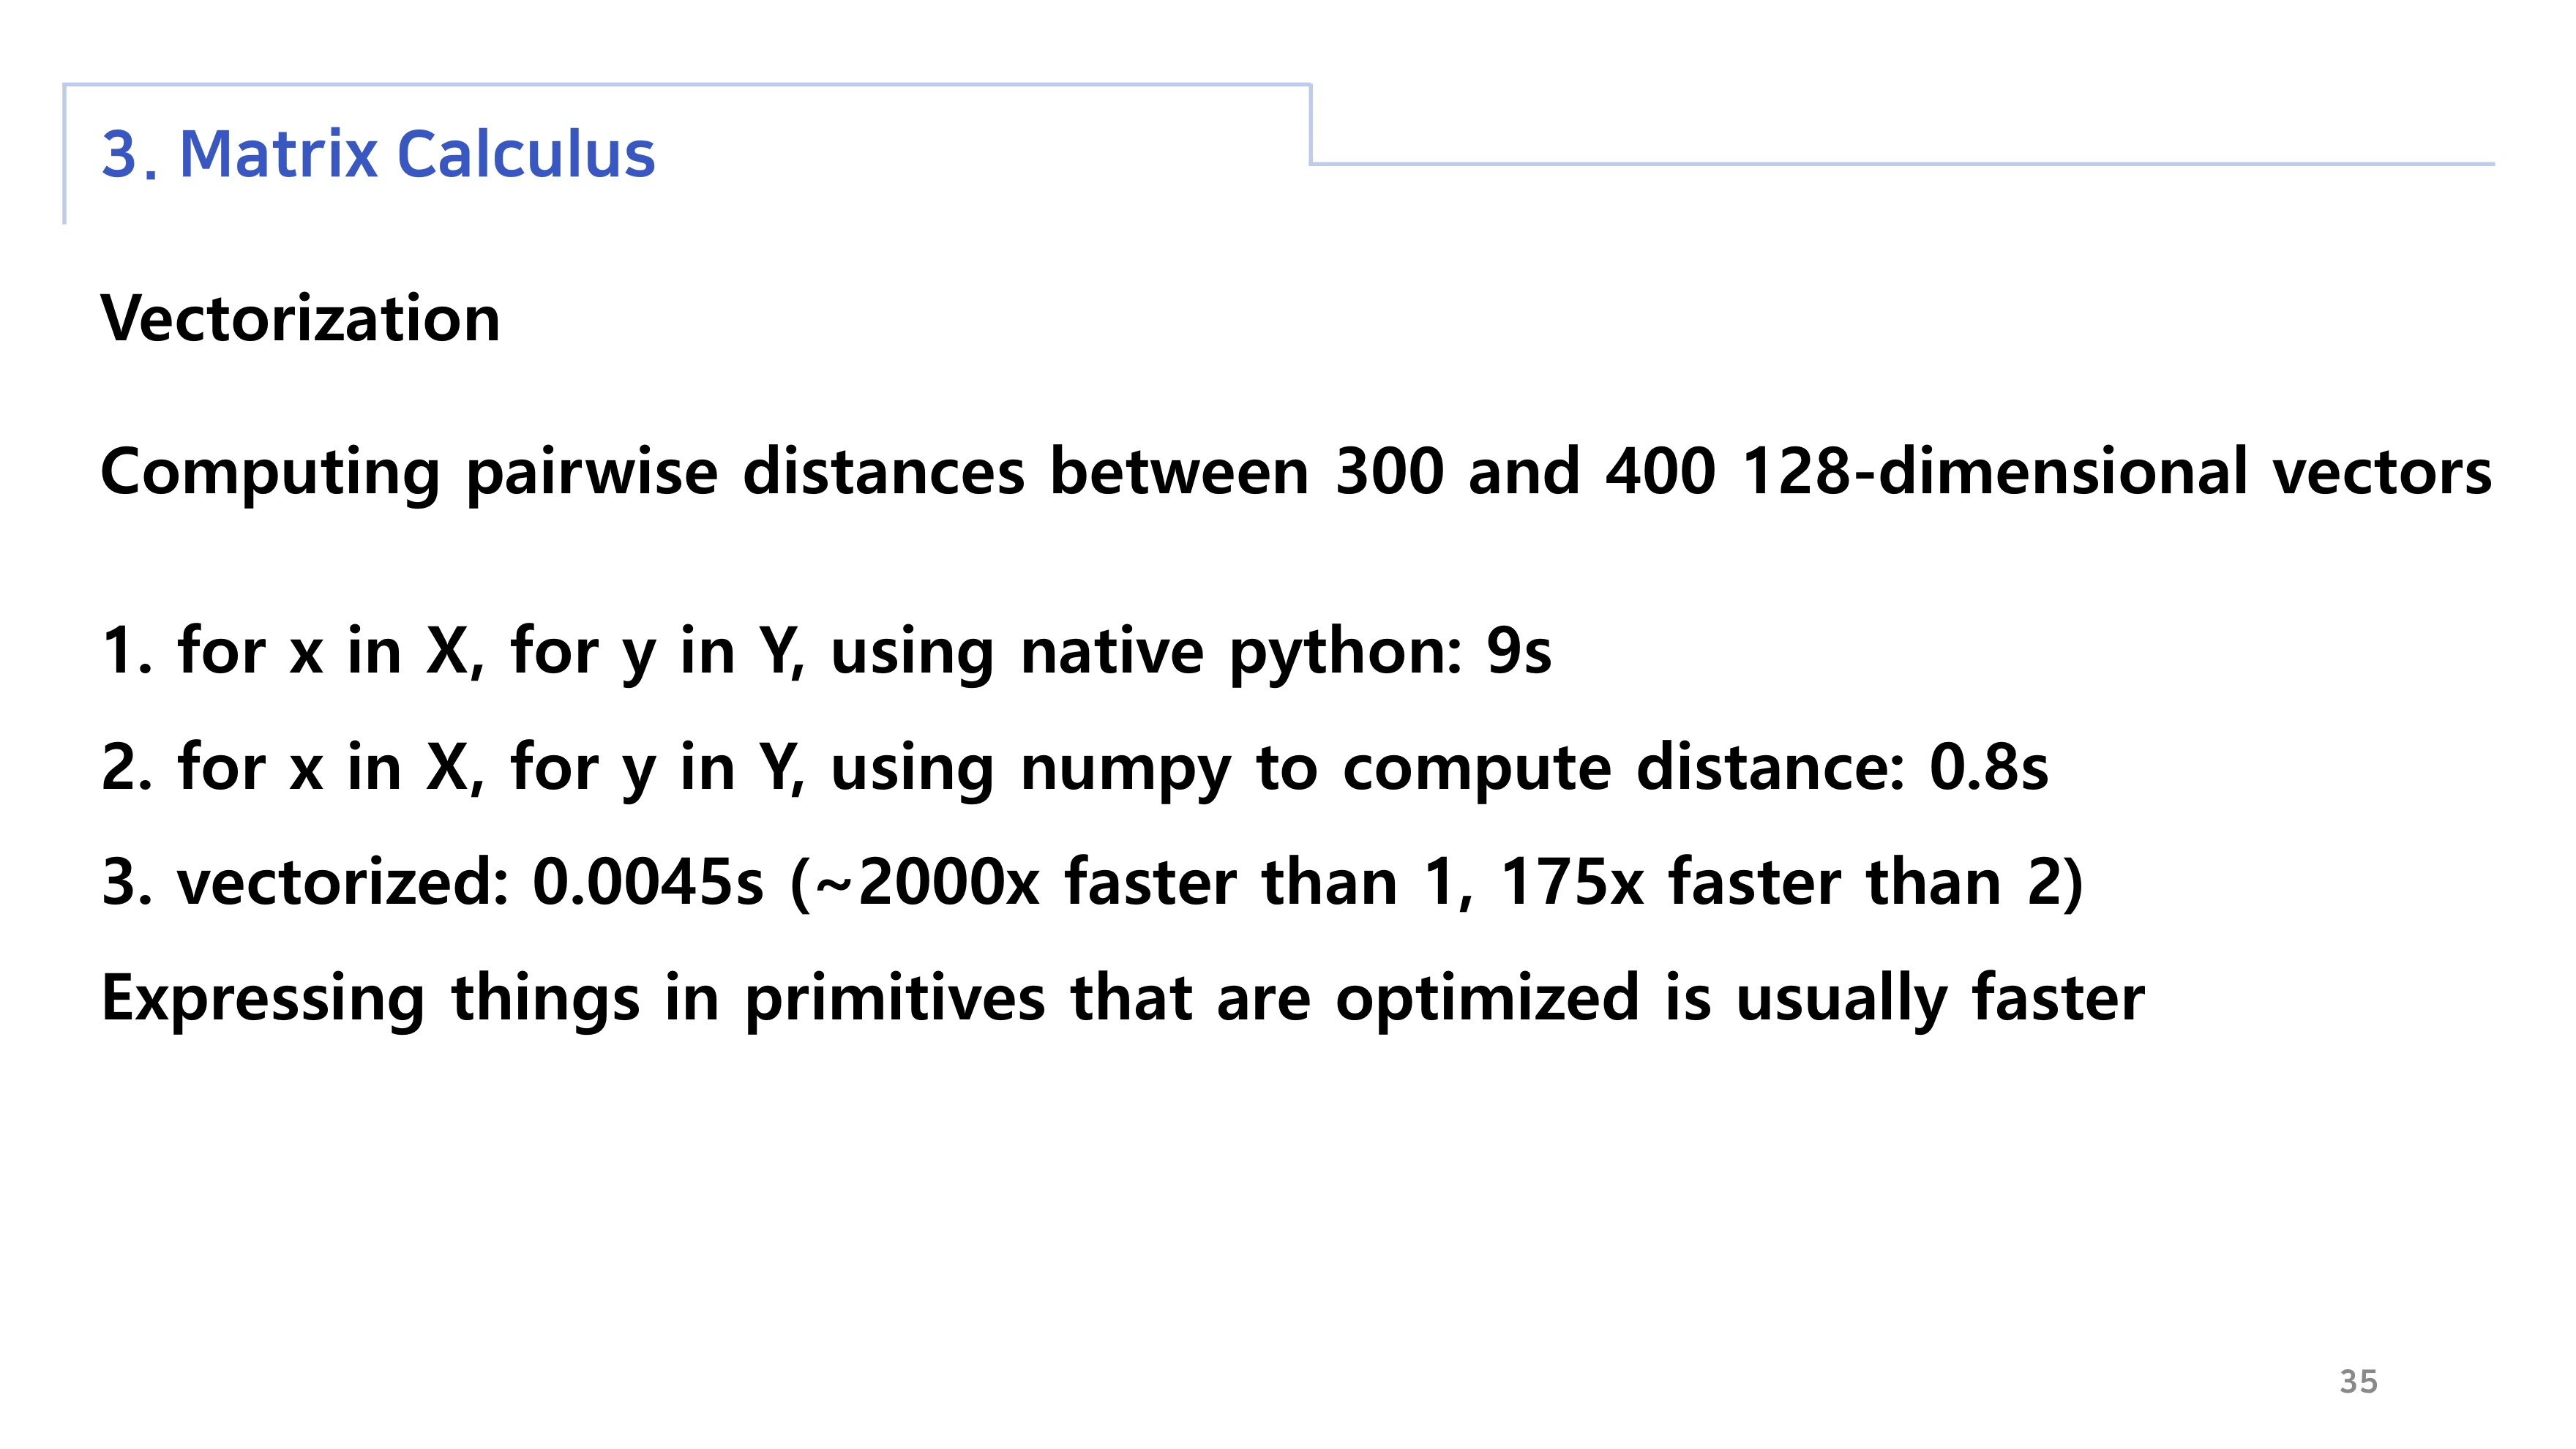 3. Matrix Calculus
Vectorization
Computing pairwise distances between 300 and 400 128-dimensional vectors
1. for x in X, for y in Y, using native python: 9s
2. for x in X, for y in Y, using numpy to compute distance: 0.8s
3. vectorized: 0.0045s (~2000x faster than 1, 175x faster than 2)
Expressing things in primitives that are optimized is usually faster
35